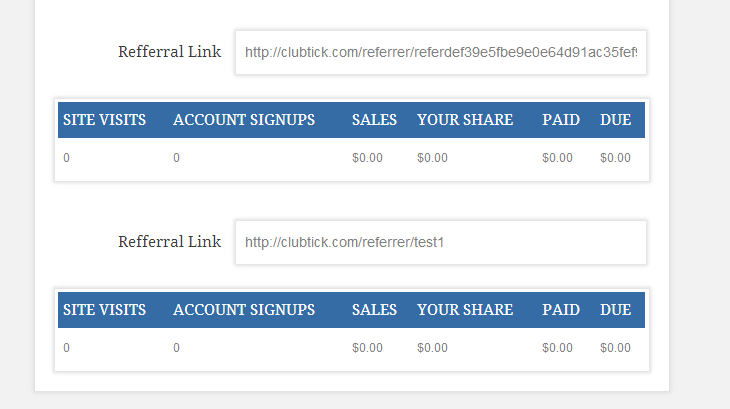 Refferral Link http://clubtick.com/referrer/referdef39e5fbe9e0e64d91ac35fef9
SITE VISITS ACCOUNT SIGNUPS SALES YOUR SHARE PAID DUE
0 0 $0.00 $0.00 $0.00 $0.00
Refferral Link http://clubtick.com/referrer/test1
SITE VISITS ACCOUNT SIGNUPS SALES YOUR SHARE PAID DUE
0 0 $0.00 $0.00 $0.00 $0.00